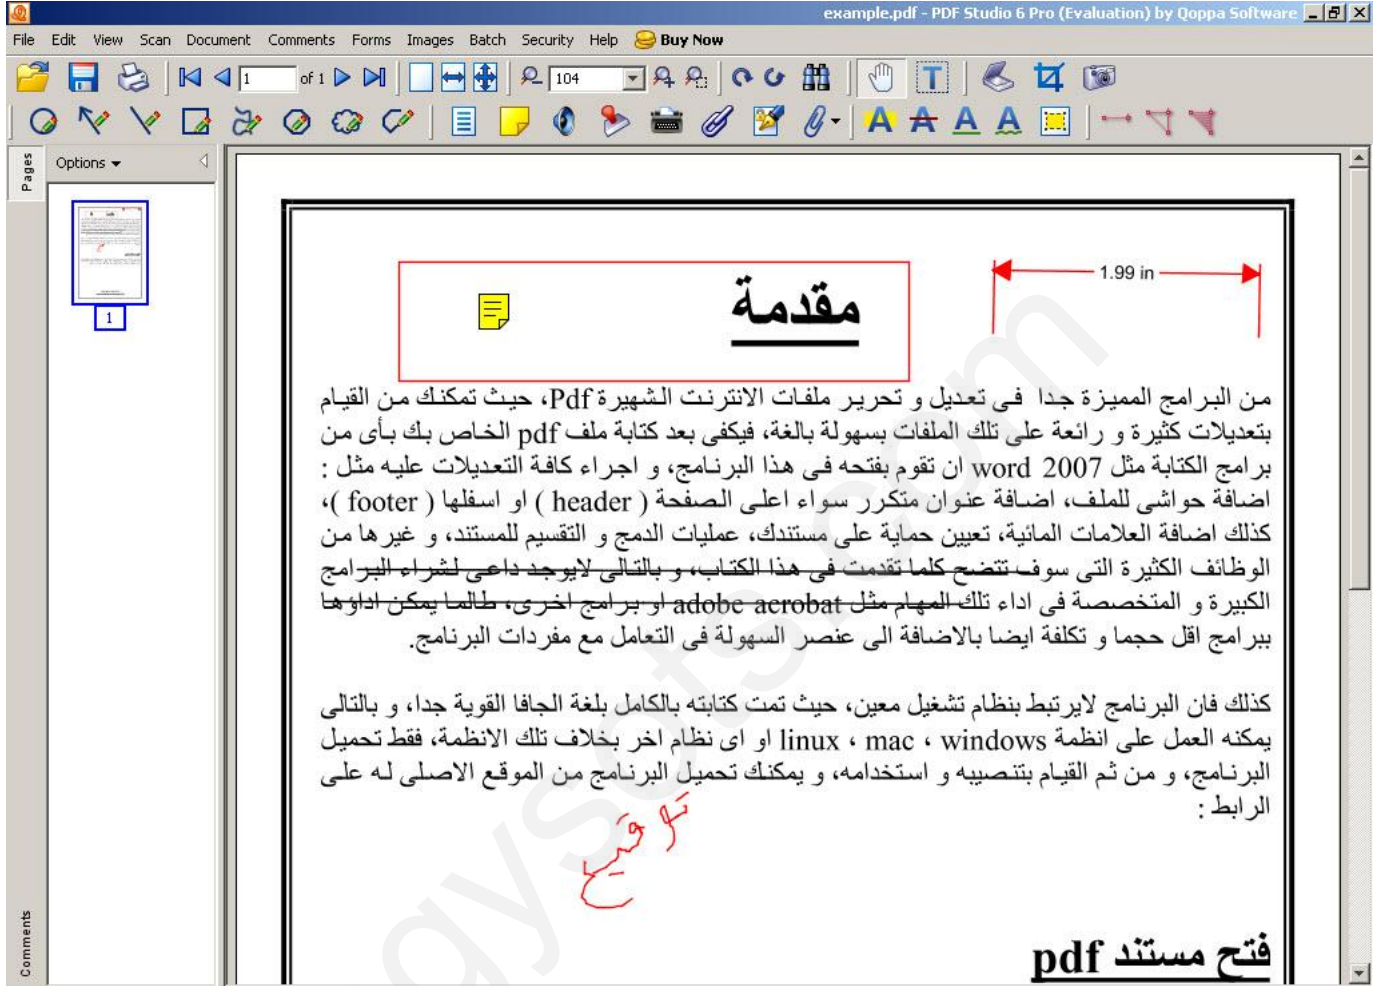 example.pdf - PDF Studio 6 Pro (Evaluation) by Qoppa Software
File Edit View Scan Document Comments Forms Images Batch Security Help Buy Now
1 of 1 104
T
A A A A
Pages
Options
1
Comments
1.99 in
مقدمة
من البرامج المميزة جدا فى تعديل و تحرير ملفات الانترنت الشهيرة Pdf، حيث تمكنك من القيام
بتعديلات كثيرة و رائعة على تلك الملفات بسهولة بالغة، فيكفى بعد كتابة ملف pdf الخاص بك بأى من
برامج الكتابة مثل word 2007 ان تقوم بفتحه فى هذا البرنامج، و اجراء كافة التعديلات عليه مثل :
اضافة حواشى للملف، اضافة عنوان متكرر سواء اعلى الصفحة ( header ) او اسفلها ( footer )،
كذلك اضافة العلامات المائية، تعيين حماية على مستندك، عمليات الدمج و التقسيم للمستند، و غيرها من
الوظائف الكثيرة التى سوف تتضح كلما تقدمت فى هذا الكتاب، و بالتالى لايوجد داعى لشراء البرامج
الكبيرة و المتخصصة فى اداء تلك المهام مثل adobe acrobat او برامج اخرى، طالما يمكن اداؤها
ببرامج اقل حجما و تكلفة ايضا بالاضافة الى عنصر السهولة فى التعامل مع مفردات البرنامج.
كذلك فان البرنامج لايرتبط بنظام تشغيل معين، حيث تمت كتابته بالكامل بلغة الجافا القوية جدا، و بالتالى
يمكنه العمل على انظمة linux ، mac ، windows او اى نظام اخر بخلاف تلك الانظمة، فقط تحميل
البرنامج، و من ثم القيام بتنصيبه و استخدامه، و يمكنك تحميل البرنامج من الموقع الاصلى له على
الرابط :
توقيع
فتح مستند pdf